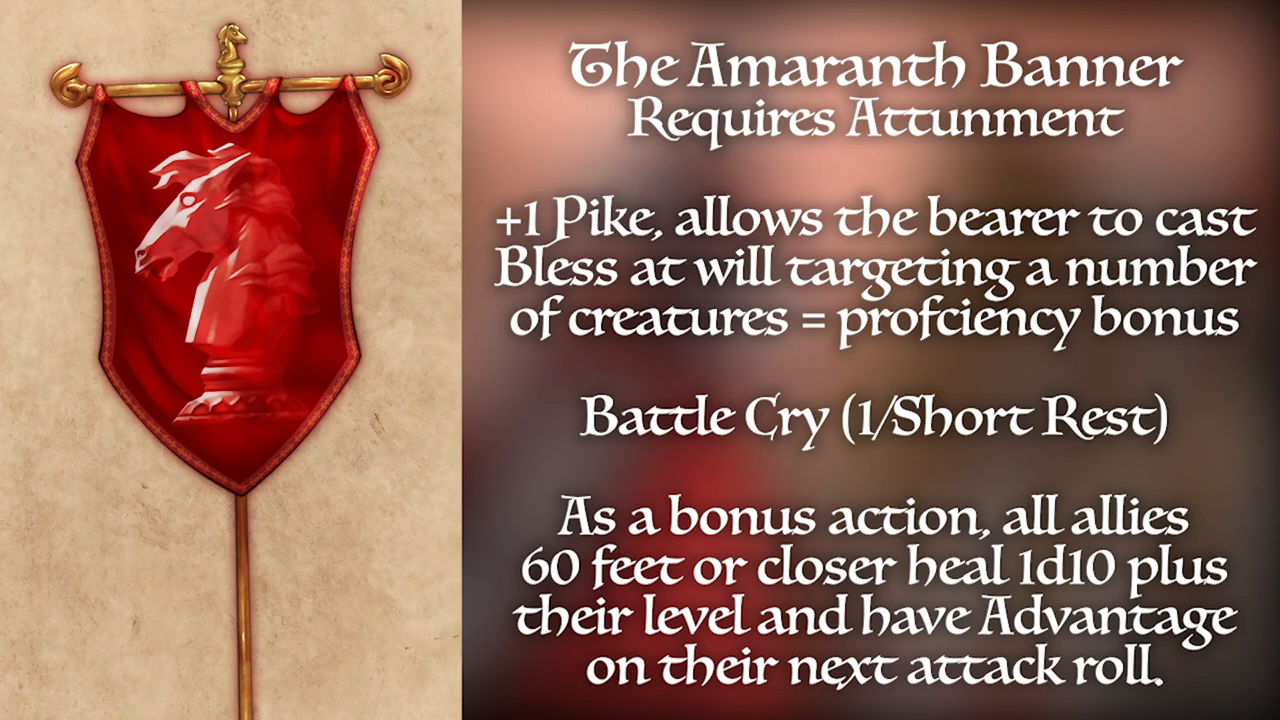 The Amaranth Banner
Requires Attunment
+1 Pike, allows the bearer to cast
Bless at will targeting a number
of creatures = profciency bonus
Battle Cry (1/Short Rest)
As a bonus action, all allies
60 feet or closer heal 1d10 plus
their level and have Advantage
on their next attack roll.